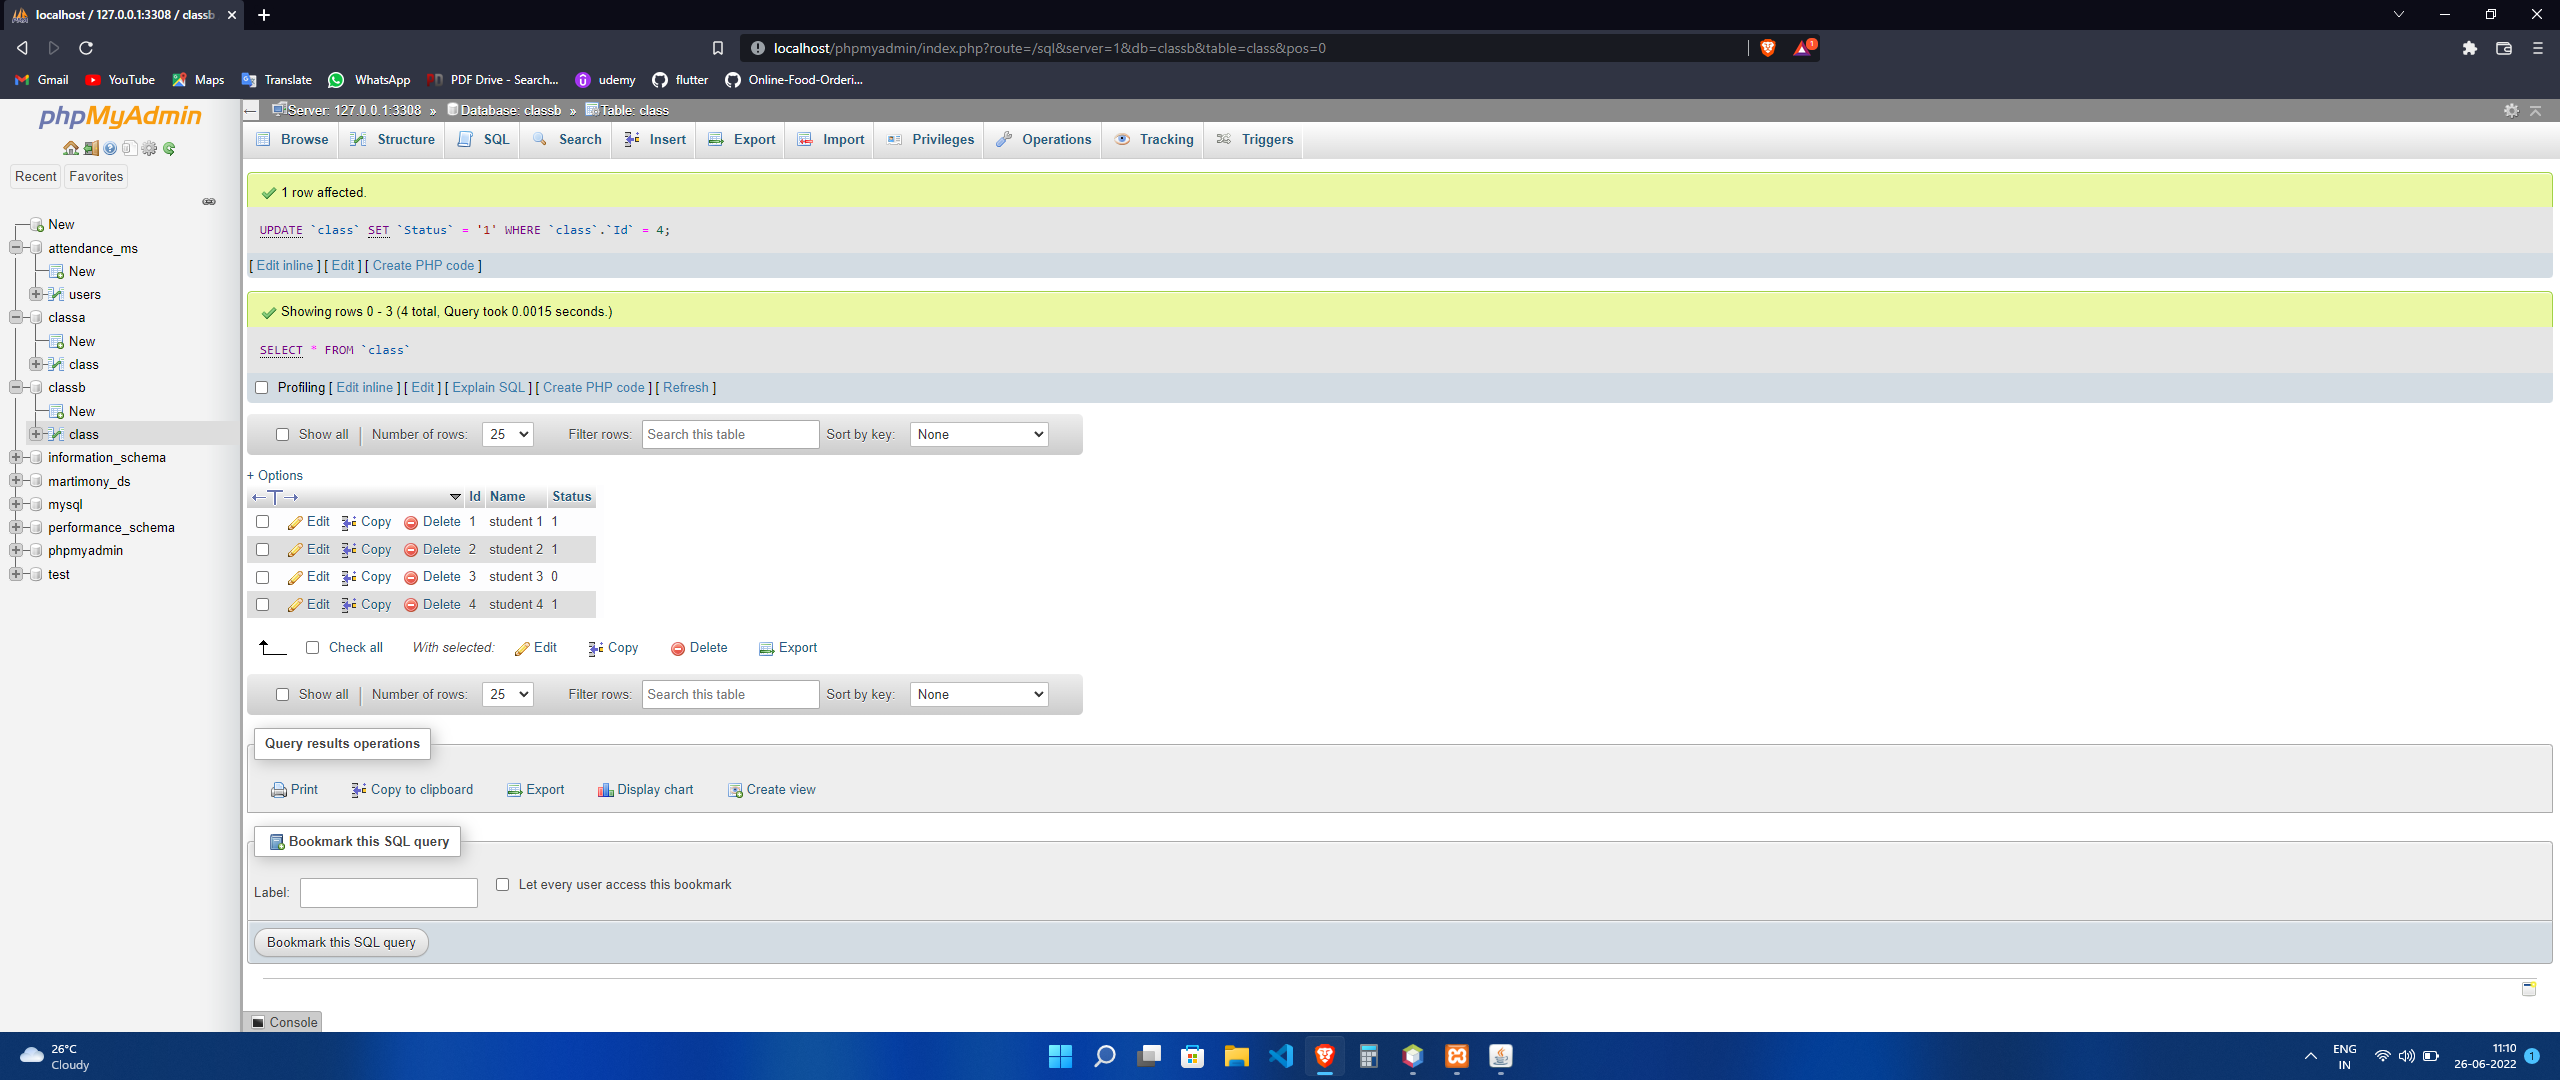 localhost / 127.0.0.1:3308 / classb
localhost/phpmyadmin/index.php?route=/sql&server=1&db=classb&table=class&pos=0
1
Gmail YouTube Maps Translate WhatsApp PDF Drive - Search... udemy flutter Online-Food-Orderi...
phpMyAdmin
Recent Favorites
New
attendance_ms
New
users
classa
New
class
classb
New
class
information_schema
martimony_ds
mysql
performance_schema
phpmyadmin
test
Server: 127.0.0.1:3308 » Database: classb » Table: class
Browse Structure SQL Search Insert Export Import Privileges Operations Tracking Triggers
1 row affected.
UPDATE `class` SET `Status` = '1' WHERE `class`.`Id` = 4;
[ Edit inline ] [ Edit ] [ Create PHP code ]
Showing rows 0 - 3 (4 total, Query took 0.0015 seconds.)
SELECT * FROM `class`
Profiling [ Edit inline ] [ Edit ] [ Explain SQL ] [ Create PHP code ] [ Refresh ]
Show all | Number of rows: 25 Filter rows: Search this table Sort by key: None
+ Options
←T→ Id Name Status
Edit Copy Delete 1 student 1 1
Edit Copy Delete 2 student 2 1
Edit Copy Delete 3 student 3 0
Edit Copy Delete 4 student 4 1
Check all With selected: Edit Copy Delete Export
Show all | Number of rows: 25 Filter rows: Search this table Sort by key: None
Query results operations
Print Copy to clipboard Export Display chart Create view
Bookmark this SQL query
Label: Let every user access this bookmark
Bookmark this SQL query
Console
26°C
Cloudy
ENG
IN
11:10
26-06-2022
1